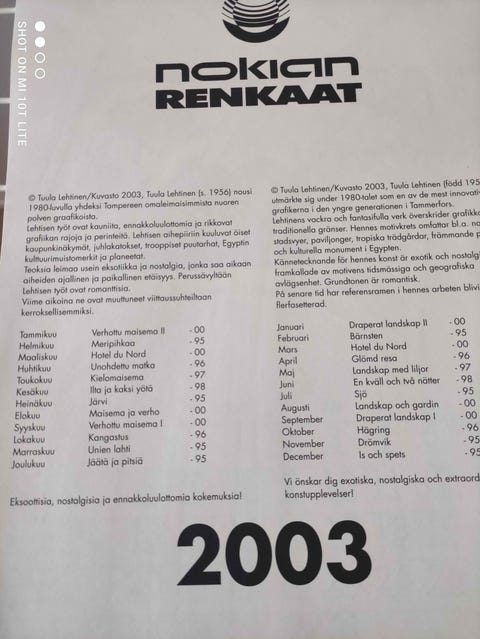 SHOT ON MI 10T LITE
nokian
RENKAAT
© Tuula Lehtinen/Kuvasto 2003, Tuula Lehtinen (s. 1956) nousi
1980-luvulla yhdeksi Tampereen omaleimaisimmista nuoren
polven graafikoista.
Lehtisen työt ovat kauniita, ennakkoluulottomia ja rikkovat
grafiikan rajoja ja perinteitä. Lehtisen aihepiiriin kuuluvat öiset
kaupunkinäkymät, juhlakatokset, trooppiset puutarhat, Egyptin
kulttuurimuistomerkit ja planeetat.
Teoksia leimaa usein eksotiikka ja nostalgia, jonka saa aikaan
aiheiden ajallinen ja paikallinen etäisyys. Perussävyltään
Lehtisen työt ovat romanttisia.
Viime aikoina ne ovat muuttuneet viittaussuhteiltaan
kerroksellisemmiksi.
Tammikuu Verhottu maisema II - 00
Helmikuu Meripihkaa - 95
Maaliskuu Hotel du Nord - 00
Huhtikuu Unohdettu matka - 96
Toukokuu Kielomaisema - 97
Kesäkuu Ilta ja kaksi yötä - 98
Heinäkuu Järvi - 95
Elokuu Maisema ja verho - 00
Syyskuu Verhottu maisema I - 00
Lokakuu Kangastus - 96
Marraskuu Unien lahti - 95
Joulukuu Jäätä ja pitsiä - 95
Eksoottisia, nostalgisia ja ennakkoluulottomia kokemuksia!
© Tuula Lehtinen/Kuvasto 2003, Tuula Lehtinen (född 195
utmärkte sig under 1980-talet som en av de mest innovativ
grafikerna i den yngre generationen i Tammerfors.
Lehtinens vackra och fantasifulla verk överskrider grafikko
traditionella gränser. Hennes motivkrets omfattar bl.a. na
stadsvyer, paviljonger, tropiska trädgårdar, främmande p
och kulturella monument i Egypten.
Kännetecknande för hennes konst är exotik och nostalg
framkallade av motivens tidsmässiga och geografiska
avlägsenhet. Grundtonen är romantisk.
På senare tid har referensramen i hennes arbeten blivi
flerfasetterad.
Januari Draperat landskap II - 00
Februari Bärnsten - 95
Mars Hotel du Nord - 00
April Glömd resa - 96
Maj Landskap med liljor - 97
Juni En kväll och två nätter - 98
Juli Sjö - 95
Augusti Landskap och gardin - 00
September Draperat landskap I - 00
Oktober Hägring - 96
November Drömvik - 95
December Is och spets - 95
Vi önskar dig exotiska, nostalgiska och extraord
konstupplevelser!
2003